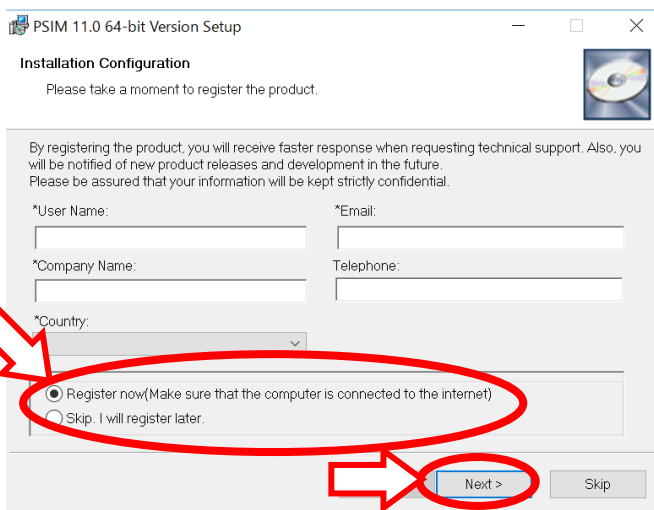 PSIM 11.0 64-bit Version Setup
Installation Configuration
Please take a moment to register the product.
By registering the product, you will receive faster response when requesting technical support. Also, you
will be notified of new product releases and development in the future.
Please be assured that your information will be kept strictly confidential.
*User Name: *Email:
*Company Name: Telephone:
*Country:
Register now(Make sure that the computer is connected to the internet)
Skip. I will register later.
Next > Skip